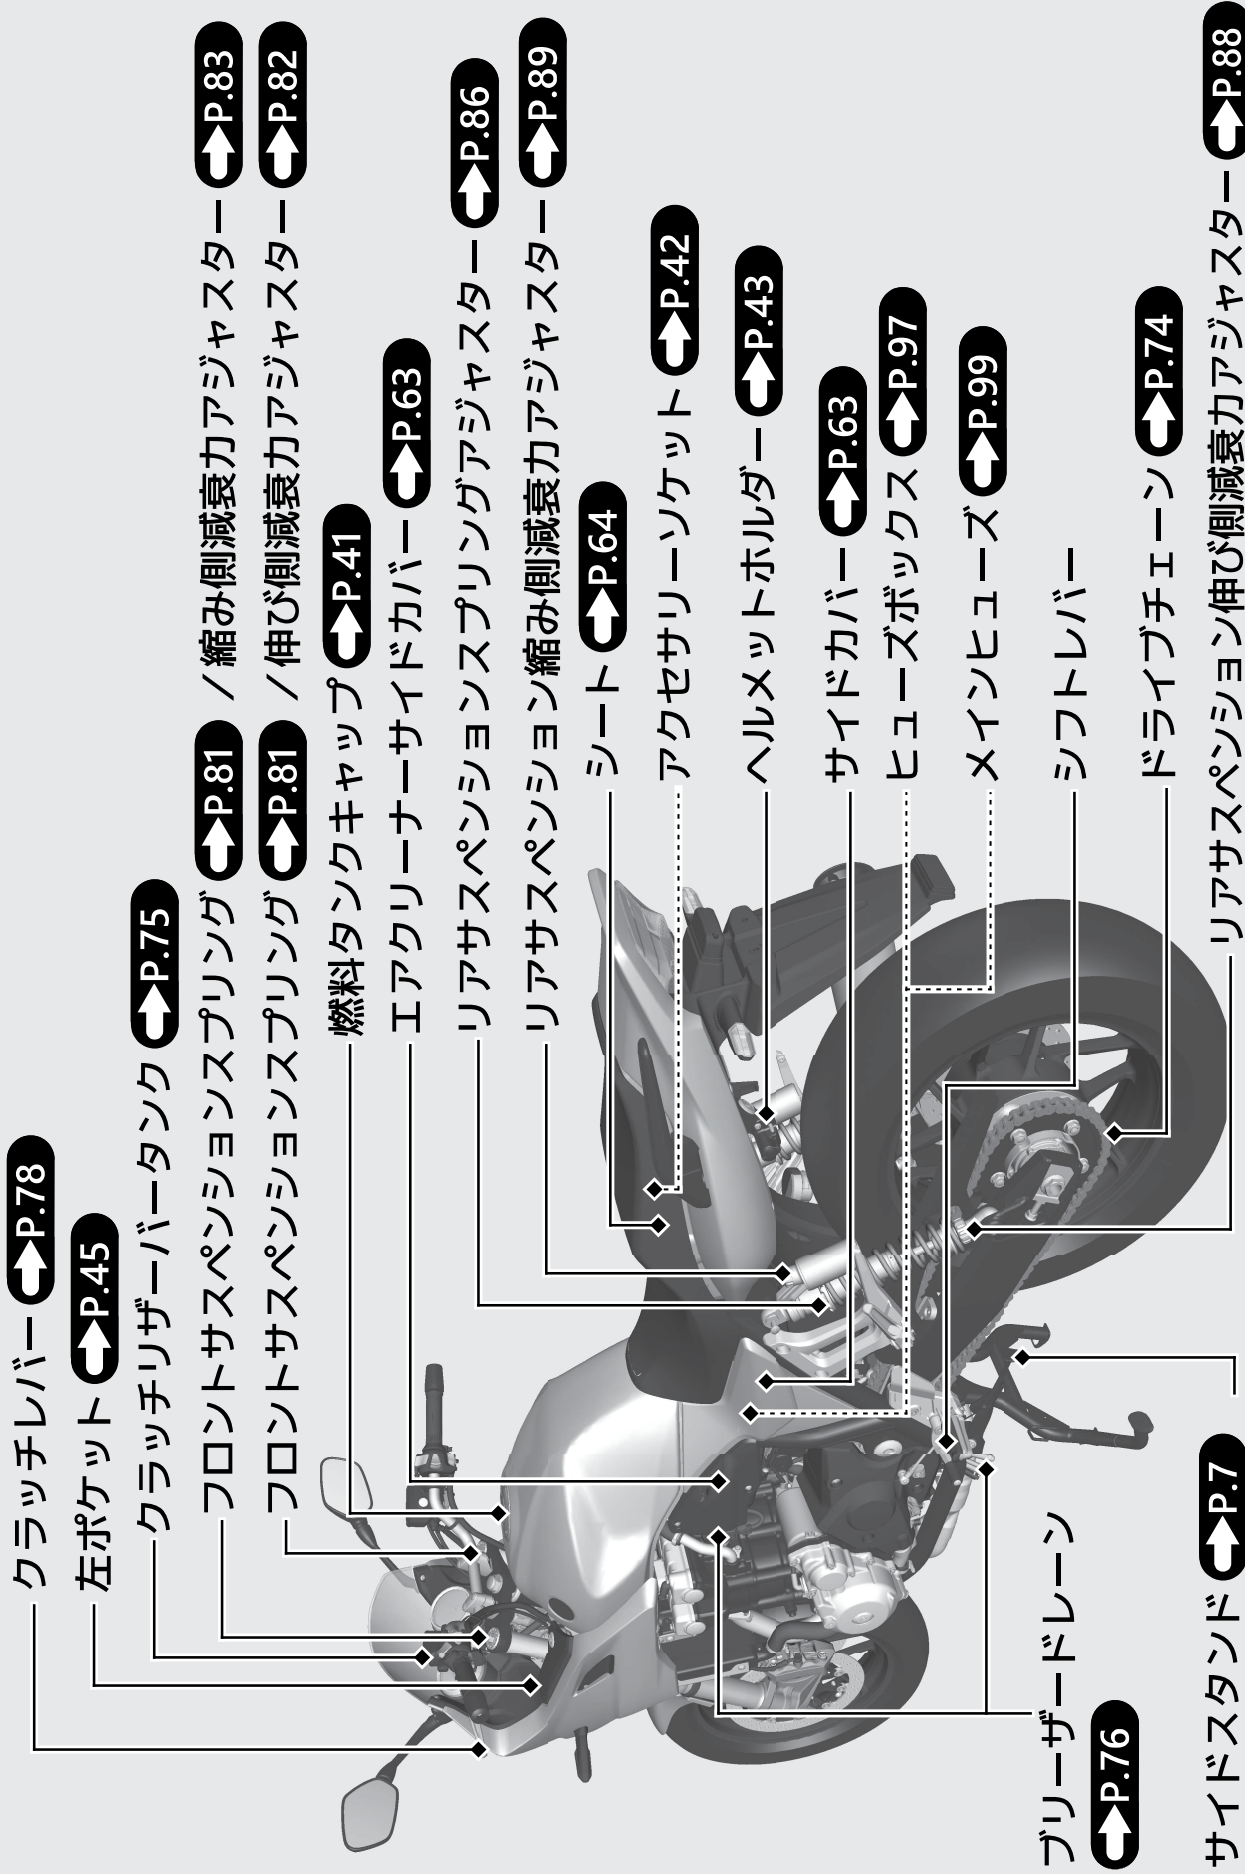 クラッチレバー ➡P.78
左ポケット ➡P.45
クラッチリザーバータンク ➡P.75
フロントサスペンションスプリング ➡P.81 /縮み側減衰力アジャスター ➡P.83
フロントサスペンションスプリング ➡P.81 /伸び側減衰力アジャスター ➡P.82
燃料タンクキャップ ➡P.41
エアクリーナーサイドカバー ➡P.63
リアサスペンションスプリングアジャスター ➡P.86
リアサスペンション縮み側減衰力アジャスター ➡P.89
シート ➡P.64
アクセサリーソケット ➡P.42
ヘルメットホルダー ➡P.43
サイドカバー ➡P.63
ヒューズボックス ➡P.97
メインヒューズ ➡P.99
シフトレバー
ドライブチェーン ➡P.74
リアサスペンション伸び側減衰力アジャスター ➡P.88
ブリーザードレーン
➡P.76
サイドスタンド ➡P.7